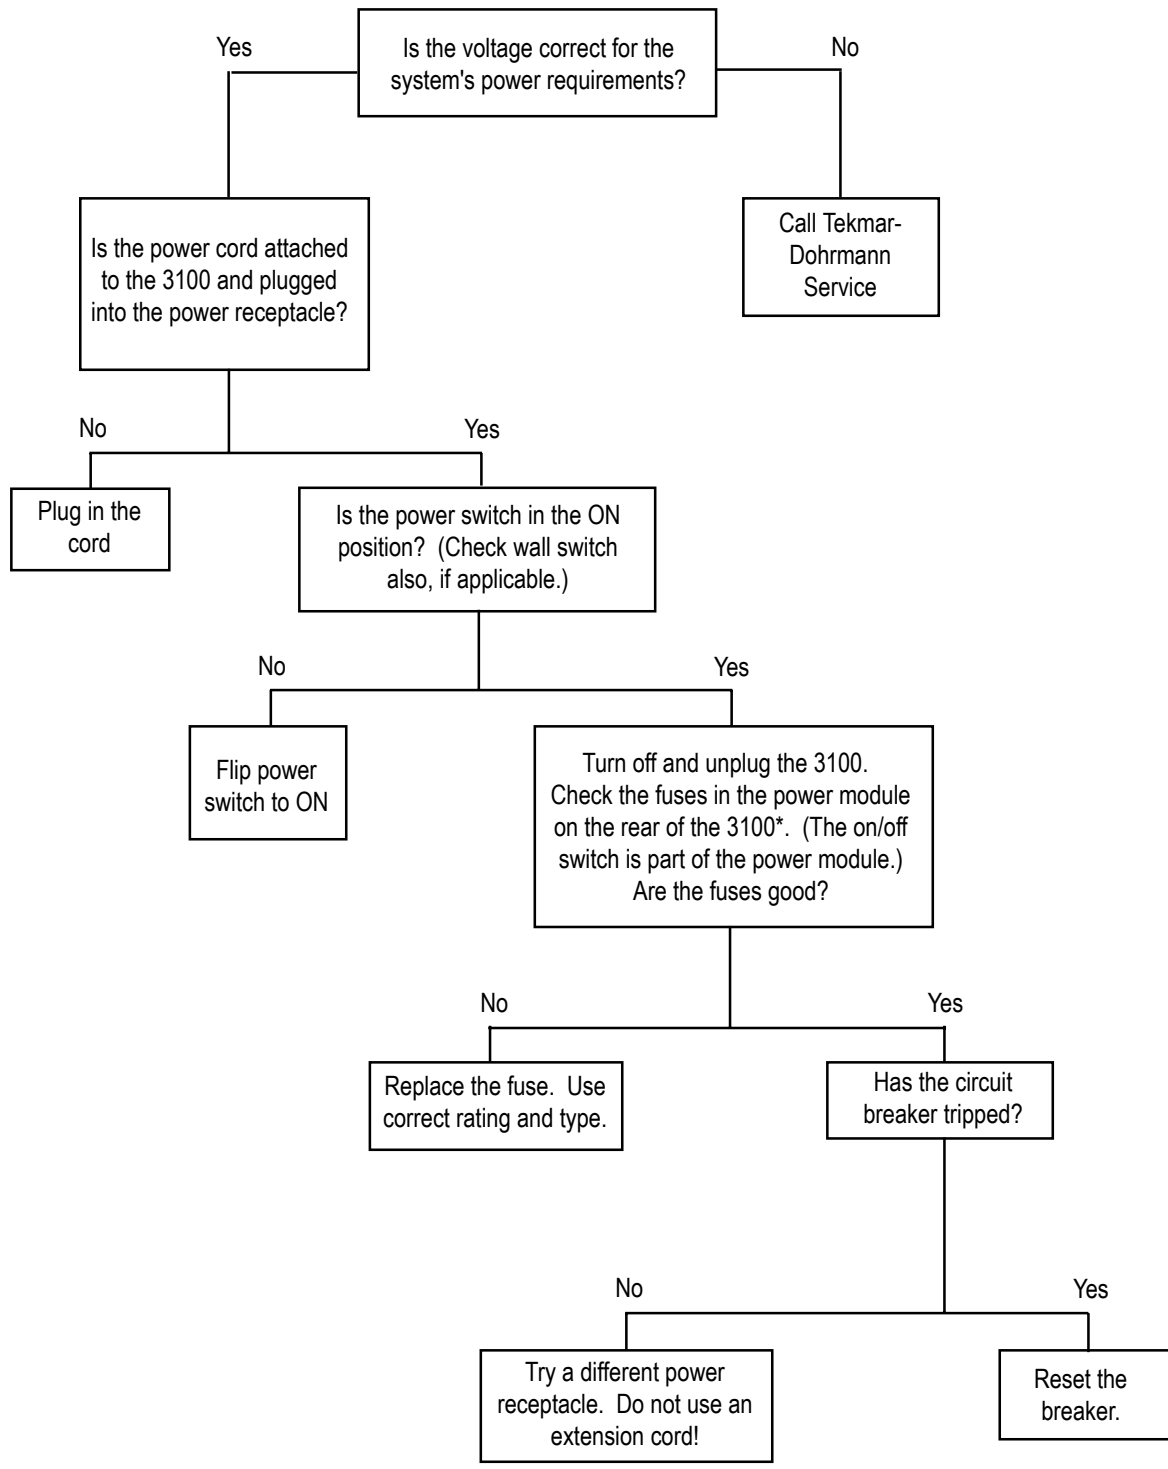 Yes
Is the voltage correct for the
system's power requirements?
No
Is the power cord attached
to the 3100 and plugged
into the power receptacle?
Call Tekmar-
Dohrmann
Service
No
Yes
Plug in the
cord
Is the power switch in the ON
position?  (Check wall switch
also, if applicable.)
No
Yes
Flip power
switch to ON
Turn off and unplug the 3100.
Check the fuses in the power module
on the rear of the 3100*.  (The on/off
switch is part of the power module.)
Are the fuses good?
No
Yes
Replace the fuse.  Use
correct rating and type.
Has the circuit
breaker tripped?
No
Yes
Try a different power
receptacle.  Do not use an
extension cord!
Reset the
breaker.